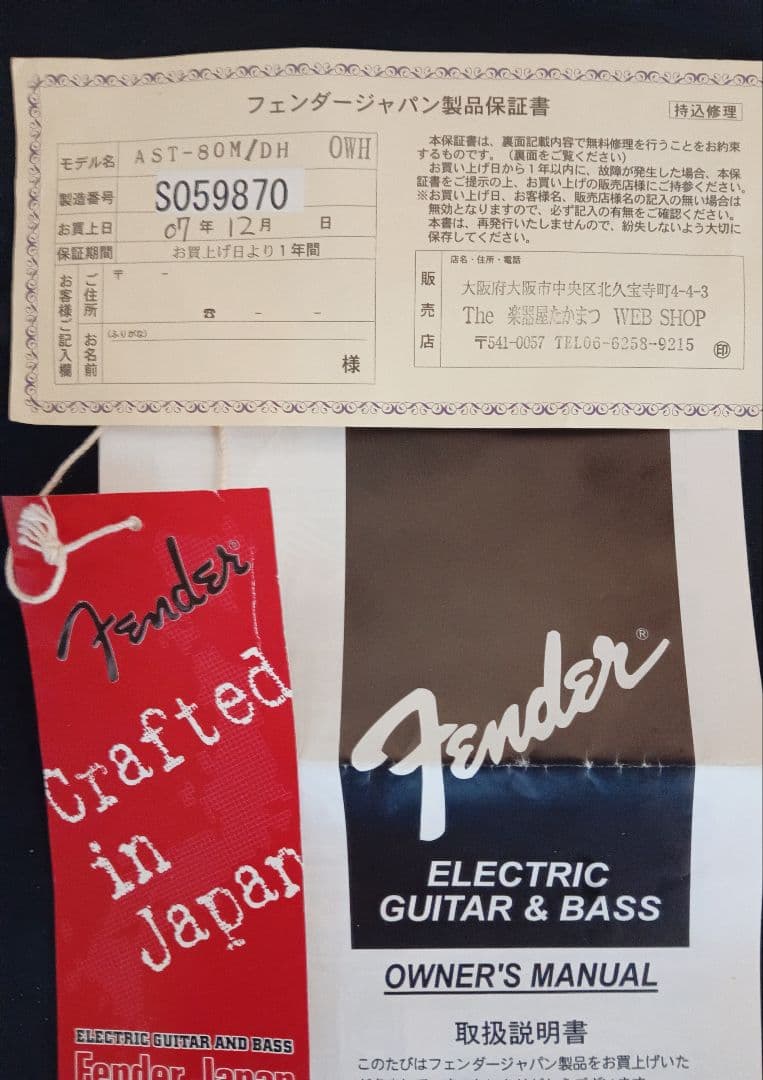 フェンダージャパン製品保証書
持込修理
モデル名 AST-80M/DH OWH
製造番号 S059870
お買上日 07年12月 日
保証期間 お買上げ日より1年間
お客様ご記入欄
ご住所 〒 -
☎ - -
お名前 (ふりがな)
様
本保証書は、裏面記載内容で無料修理を行うことをお約束
するものです。(裏面をご覧ください)
お買い上げ日から1年以内に、故障が発生した場合、本保
証書をご提示の上、お買い上げの販売店様にご持参ください。
※お買い上げ日、お客様名、販売店様名の記入の無い場合は
無効となりますので、必ず記入の有無をご確認ください。
本書は、再発行いたしませんので、紛失しないよう大切に
保存してください。
販売店
店名・住所・電話
大阪府大阪市中央区北久宝寺町4-4-3
The 楽器屋たかまつ WEB SHOP
〒541-0057 TEL06-6258-9215
印
Fender®
Crafted
in
Japan
ELECTRIC GUITAR AND BASS
Fender Japan
Fender®
ELECTRIC
GUITAR & BASS
OWNER'S MANUAL
取扱説明書
このたびはフェンダージャパン製品をお買上げいた